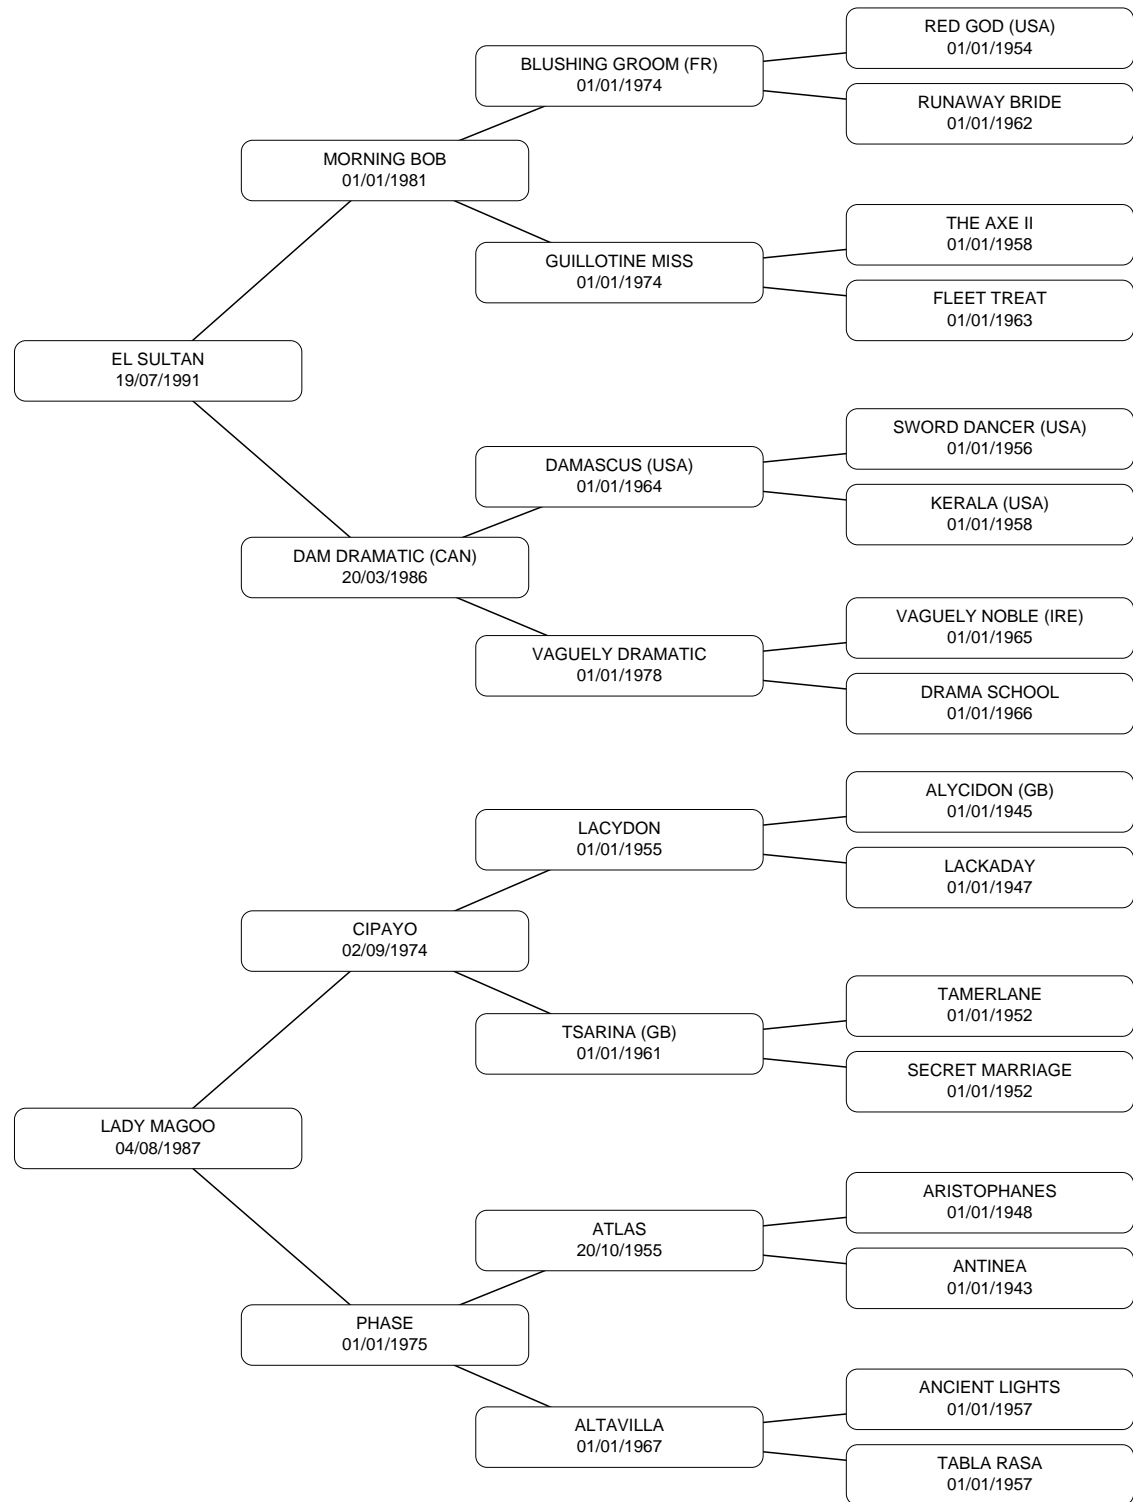 RED GOD (USA)
01/01/1954
BLUSHING GROOM (FR)
01/01/1974
RUNAWAY BRIDE
01/01/1962
MORNING BOB
01/01/1981
THE AXE II
01/01/1958
GUILLOTINE MISS
01/01/1974
FLEET TREAT
01/01/1963
EL SULTAN
19/07/1991
SWORD DANCER (USA)
01/01/1956
DAMASCUS (USA)
01/01/1964
KERALA (USA)
01/01/1958
DAM DRAMATIC (CAN)
20/03/1986
VAGUELY NOBLE (IRE)
01/01/1965
VAGUELY DRAMATIC
01/01/1978
DRAMA SCHOOL
01/01/1966
ALYCIDON (GB)
01/01/1945
LACYDON
01/01/1955
LACKADAY
01/01/1947
CIPAYO
02/09/1974
TAMERLANE
01/01/1952
TSARINA (GB)
01/01/1961
SECRET MARRIAGE
01/01/1952
LADY MAGOO
04/08/1987
ARISTOPHANES
01/01/1948
ATLAS
20/10/1955
ANTINEA
01/01/1943
PHASE
01/01/1975
ANCIENT LIGHTS
01/01/1957
ALTAVILLA
01/01/1967
TABLA RASA
01/01/1957